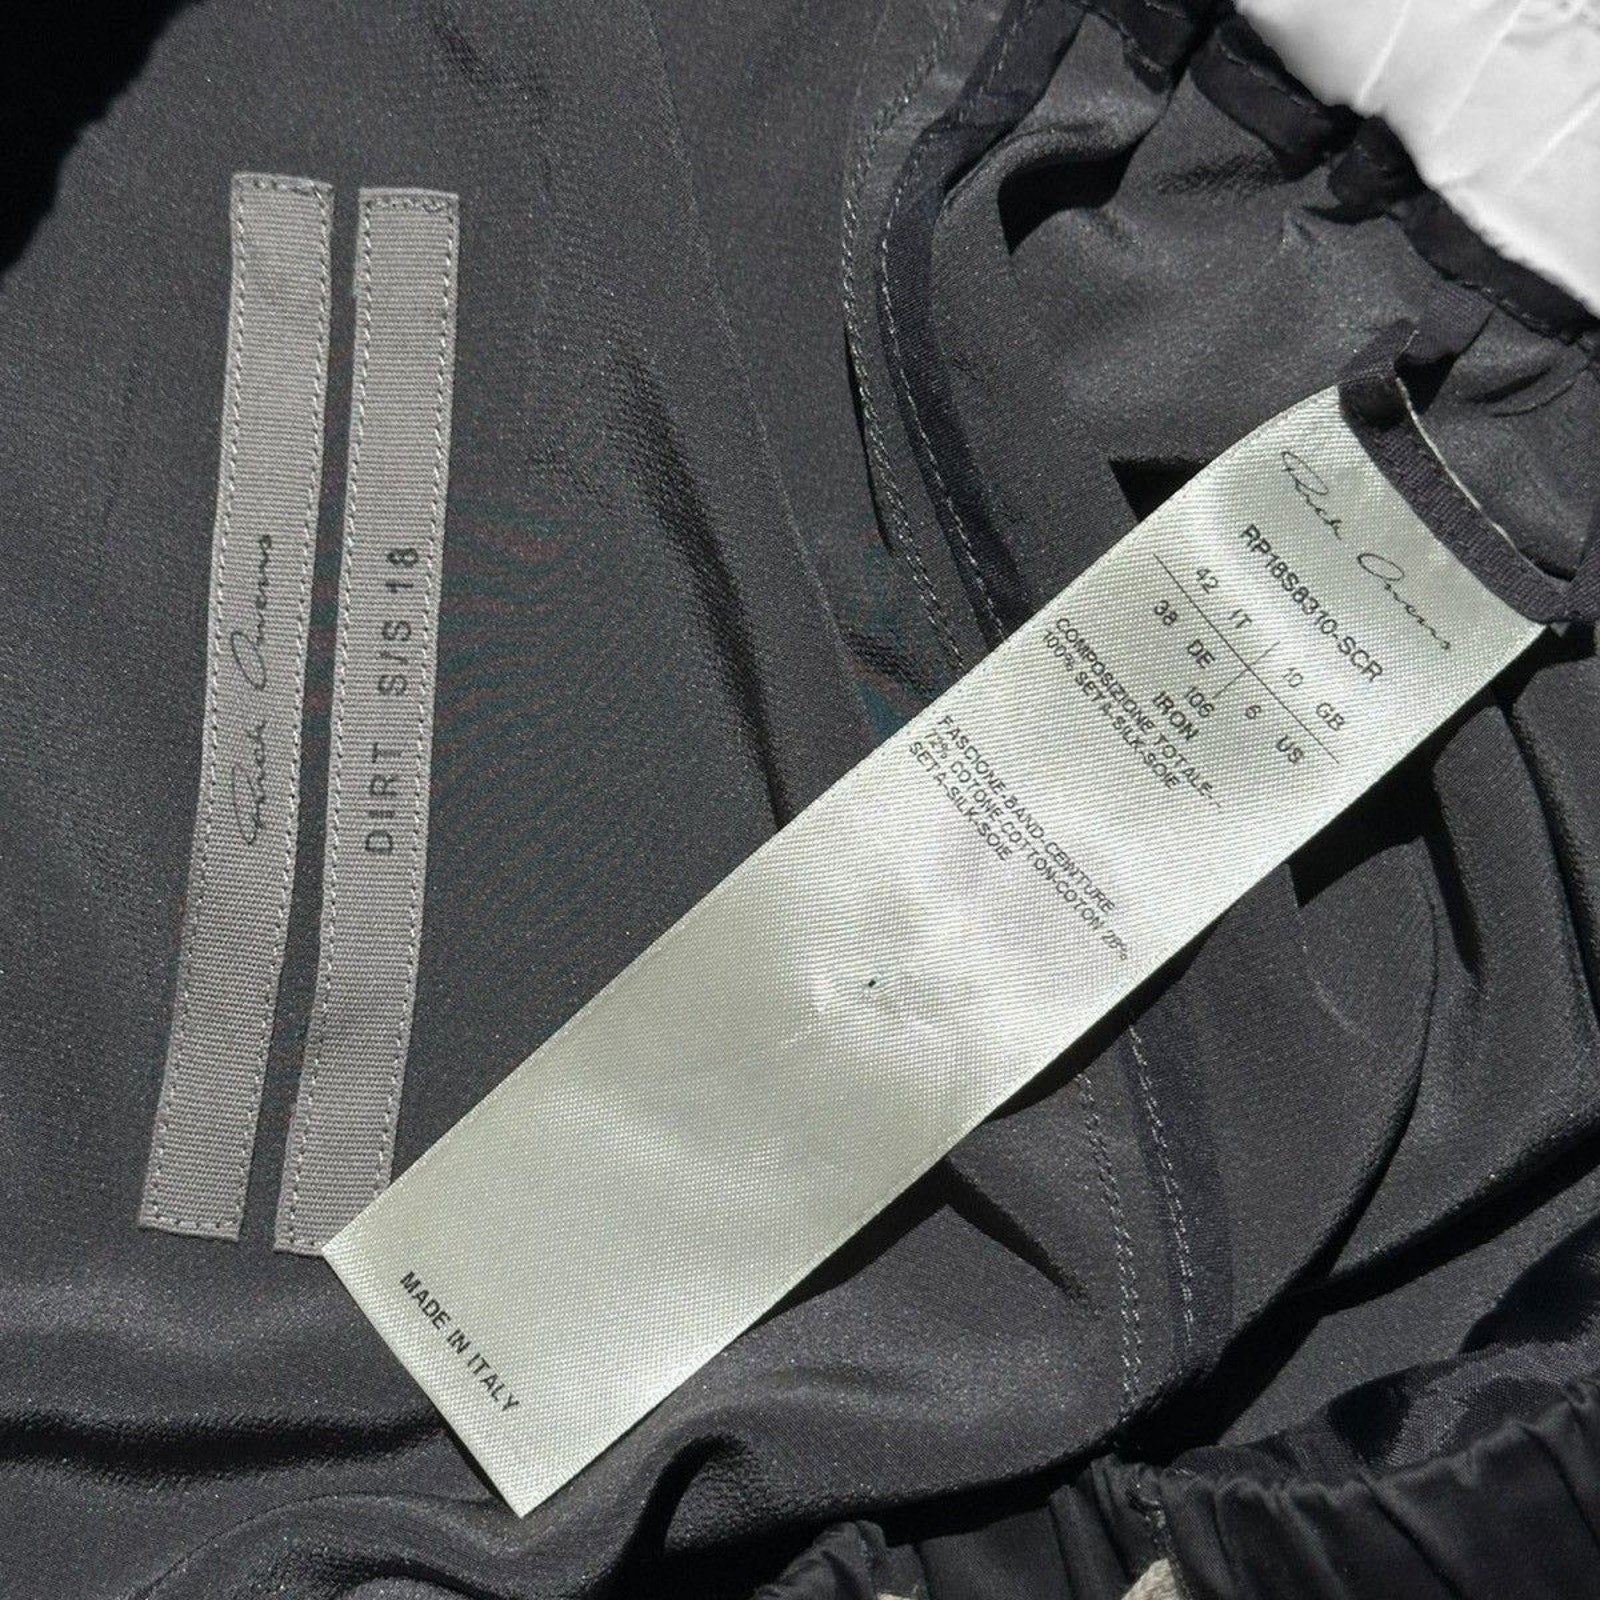 Rick Owens
DIRT S/S 18
Rick Owens
RP18S8310-SCR
42 IT 10 GB
38 DE 6 US
106
IRON
COMPOSIZIONE TOTALE-
100% SETA-SILK-SOIE
FASCIONE-BAND-CEINTURE
72% COTONE-COTTON-COTON 28%
SETA-SILK-SOIE
MADE IN ITALY